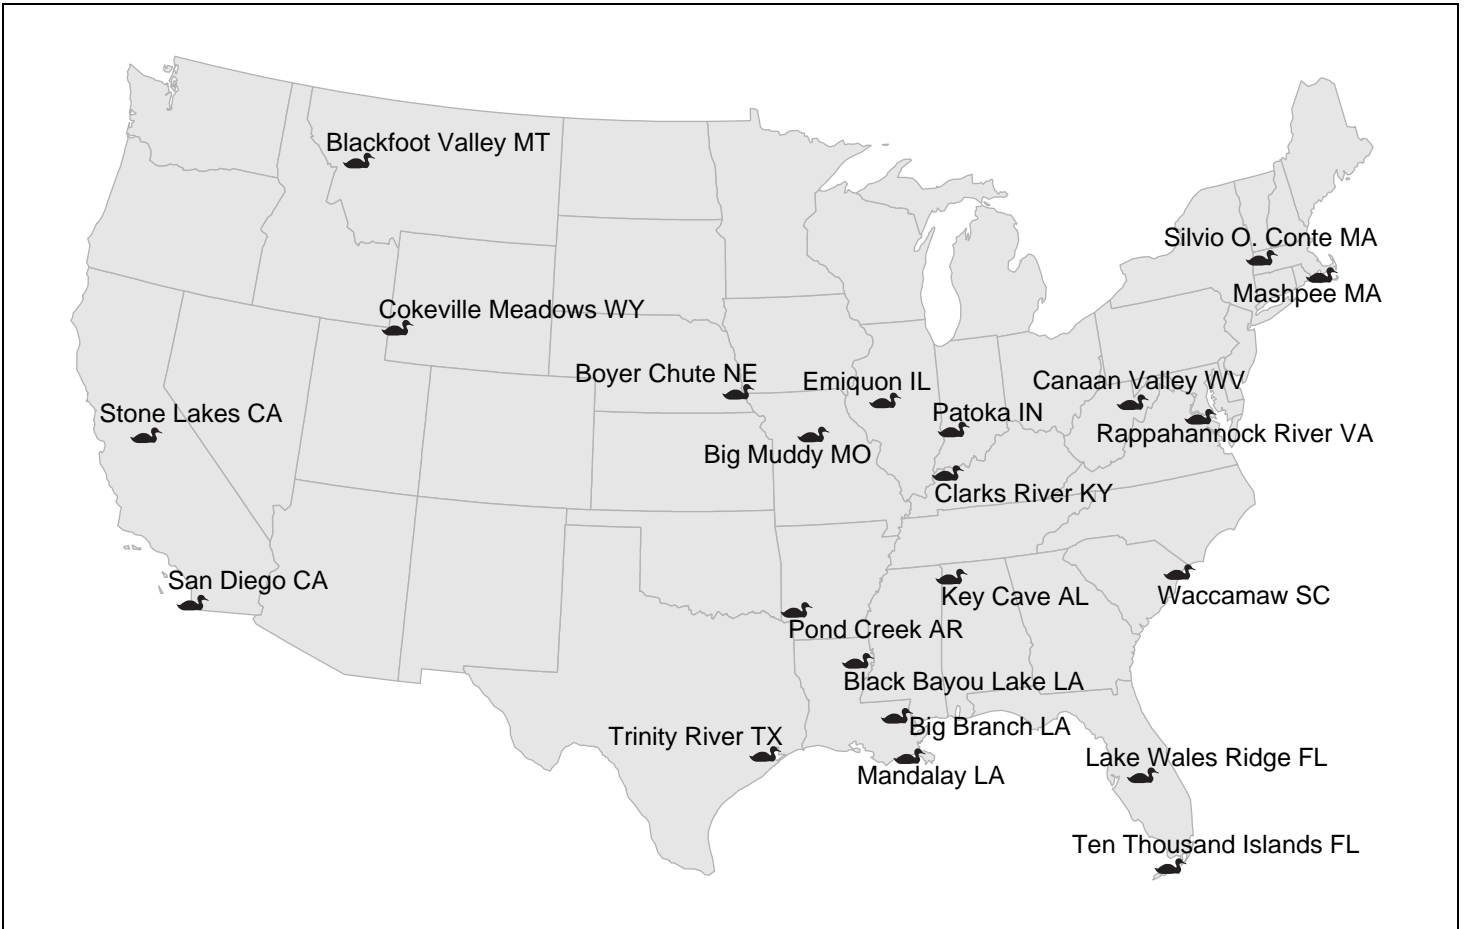 Blackfoot Valley MT
Silvio O. Conte MA
Mashpee MA
Cokeville Meadows WY
Boyer Chute NE
Emiquon IL
Canaan Valley WV
Stone Lakes CA
Patoka IN
Rappahannock River VA
Big Muddy MO
Clarks River KY
San Diego CA
Key Cave AL
Waccamaw SC
Pond Creek AR
Black Bayou Lake LA
Big Branch LA
Trinity River TX
Lake Wales Ridge FL
Mandalay LA
Ten Thousand Islands FL